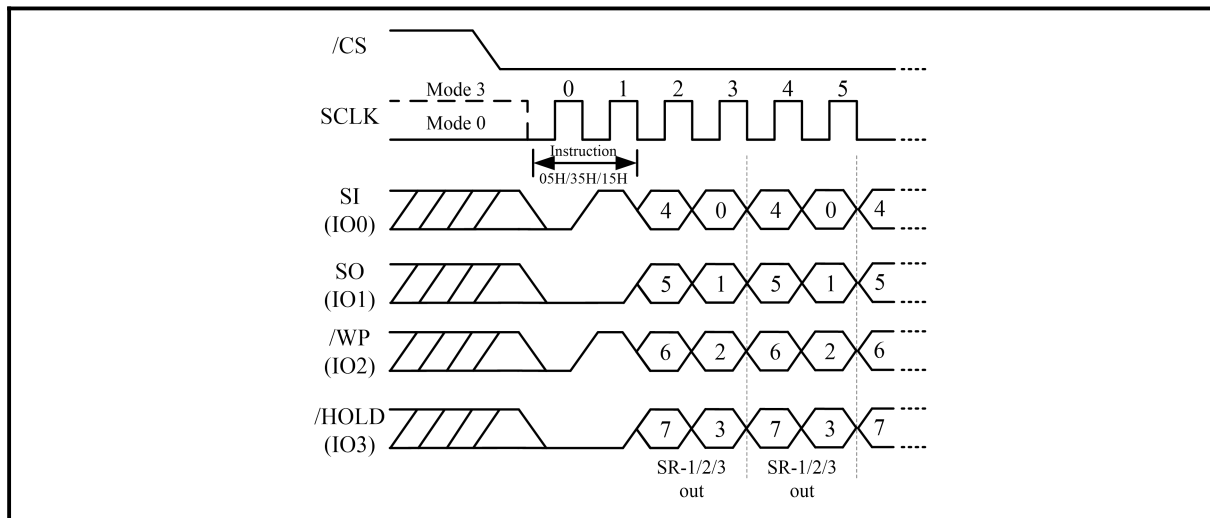 /CS
Mode 3
0 1 2 3 4 5
SCLK
Mode 0
Instruction
05H/35H/15H
SI
(IO0)
4 0 4 0 4
SO
(IO1)
5 1 5 1 5
/WP
(IO2)
6 2 6 2 6
/HOLD
(IO3)
7 3 7 3 7
SR-1/2/3
out
SR-1/2/3
out